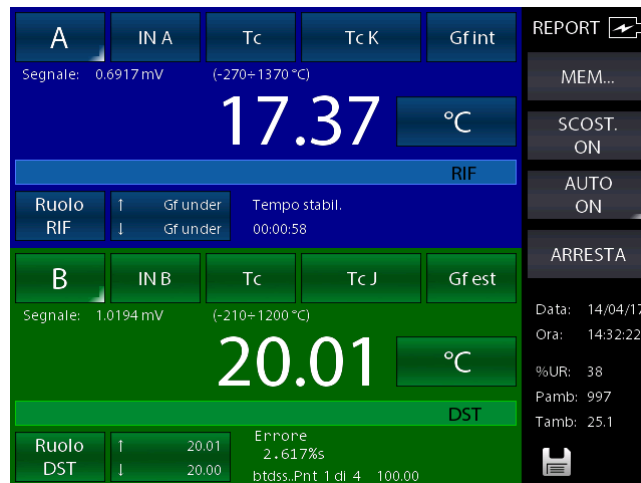 A IN A Tc Tc K Gf int
Segnale: 0.6917 mV (-270÷1370 °C)
17.37 °C
RIF
Ruolo RIF
↑ Gf under
↓ Gf under
Tempo stabil.
00:00:58
B IN B Tc Tc J Gf est
Segnale: 1.0194 mV (-210÷1200 °C)
20.01 °C
DST
Ruolo DST
↑ 20.01
↓ 20.00
Errore
2.617%s
btdss..Pnt 1 di 4 100.00
REPORT
MEM...
SCOST.
ON
AUTO
ON
ARRESTA
Data: 14/04/17
Ora: 14:32:22
%UR: 38
Pamb: 997
Tamb: 25.1